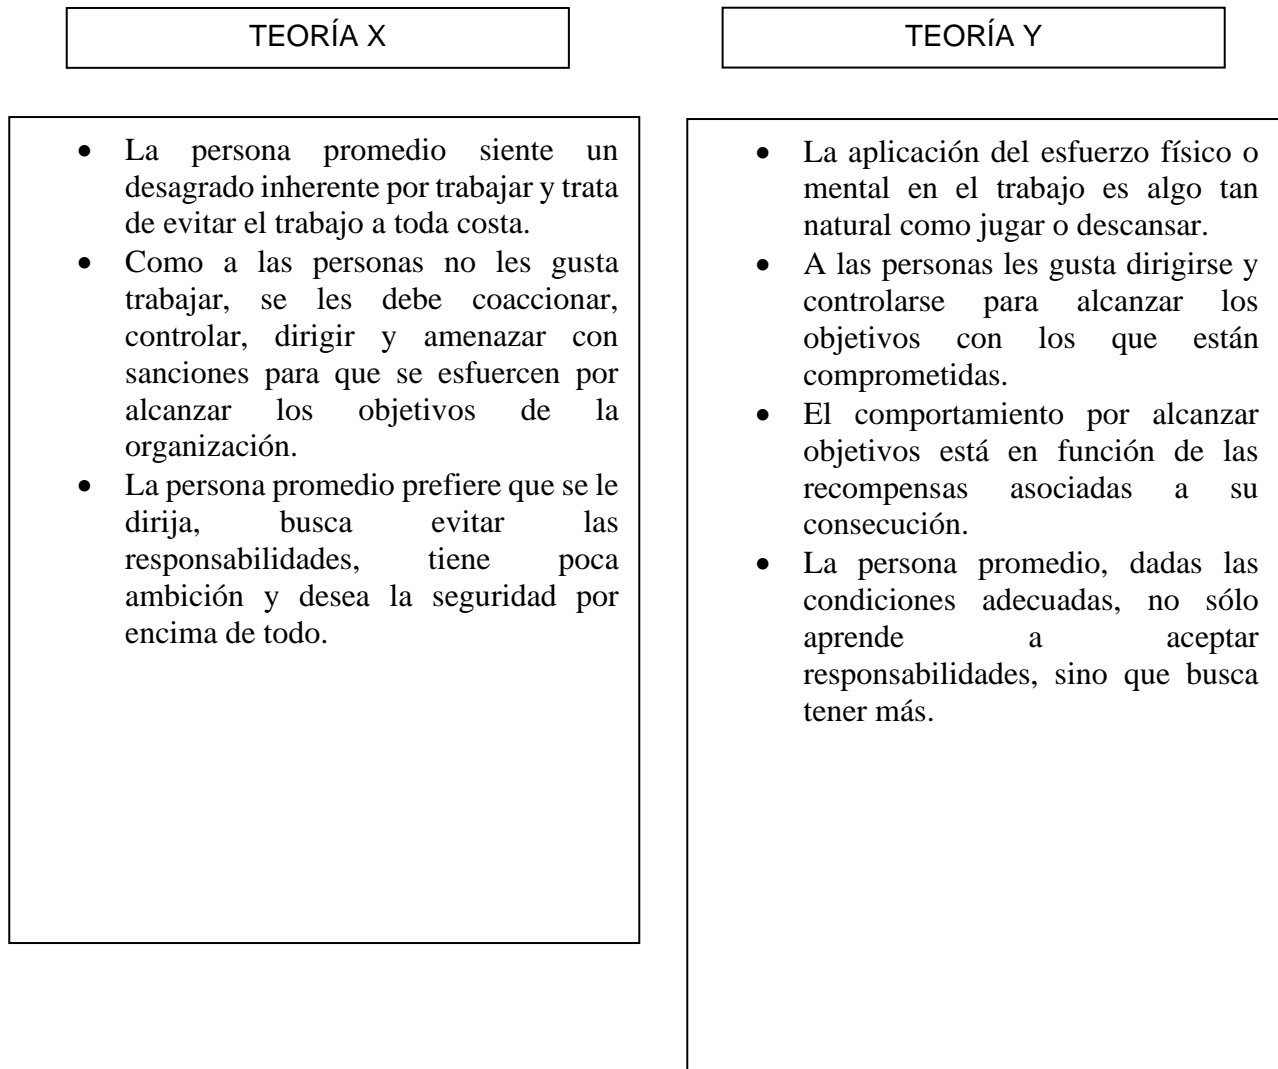 TEORÍA X
TEORÍA Y
• La persona promedio siente un
desagrado inherente por trabajar y trata
de evitar el trabajo a toda costa.
• Como a las personas no les gusta
trabajar, se les debe coaccionar,
controlar, dirigir y amenazar con
sanciones para que se esfuercen por
alcanzar los objetivos de la
organización.
• La persona promedio prefiere que se le
dirija, busca evitar las
responsabilidades, tiene poca
ambición y desea la seguridad por
encima de todo.
• La aplicación del esfuerzo físico o
mental en el trabajo es algo tan
natural como jugar o descansar.
• A las personas les gusta dirigirse y
controlarse para alcanzar los
objetivos con los que están
comprometidas.
• El comportamiento por alcanzar
objetivos está en función de las
recompensas asociadas a su
consecución.
• La persona promedio, dadas las
condiciones adecuadas, no sólo
aprende a aceptar
responsabilidades, sino que busca
tener más.